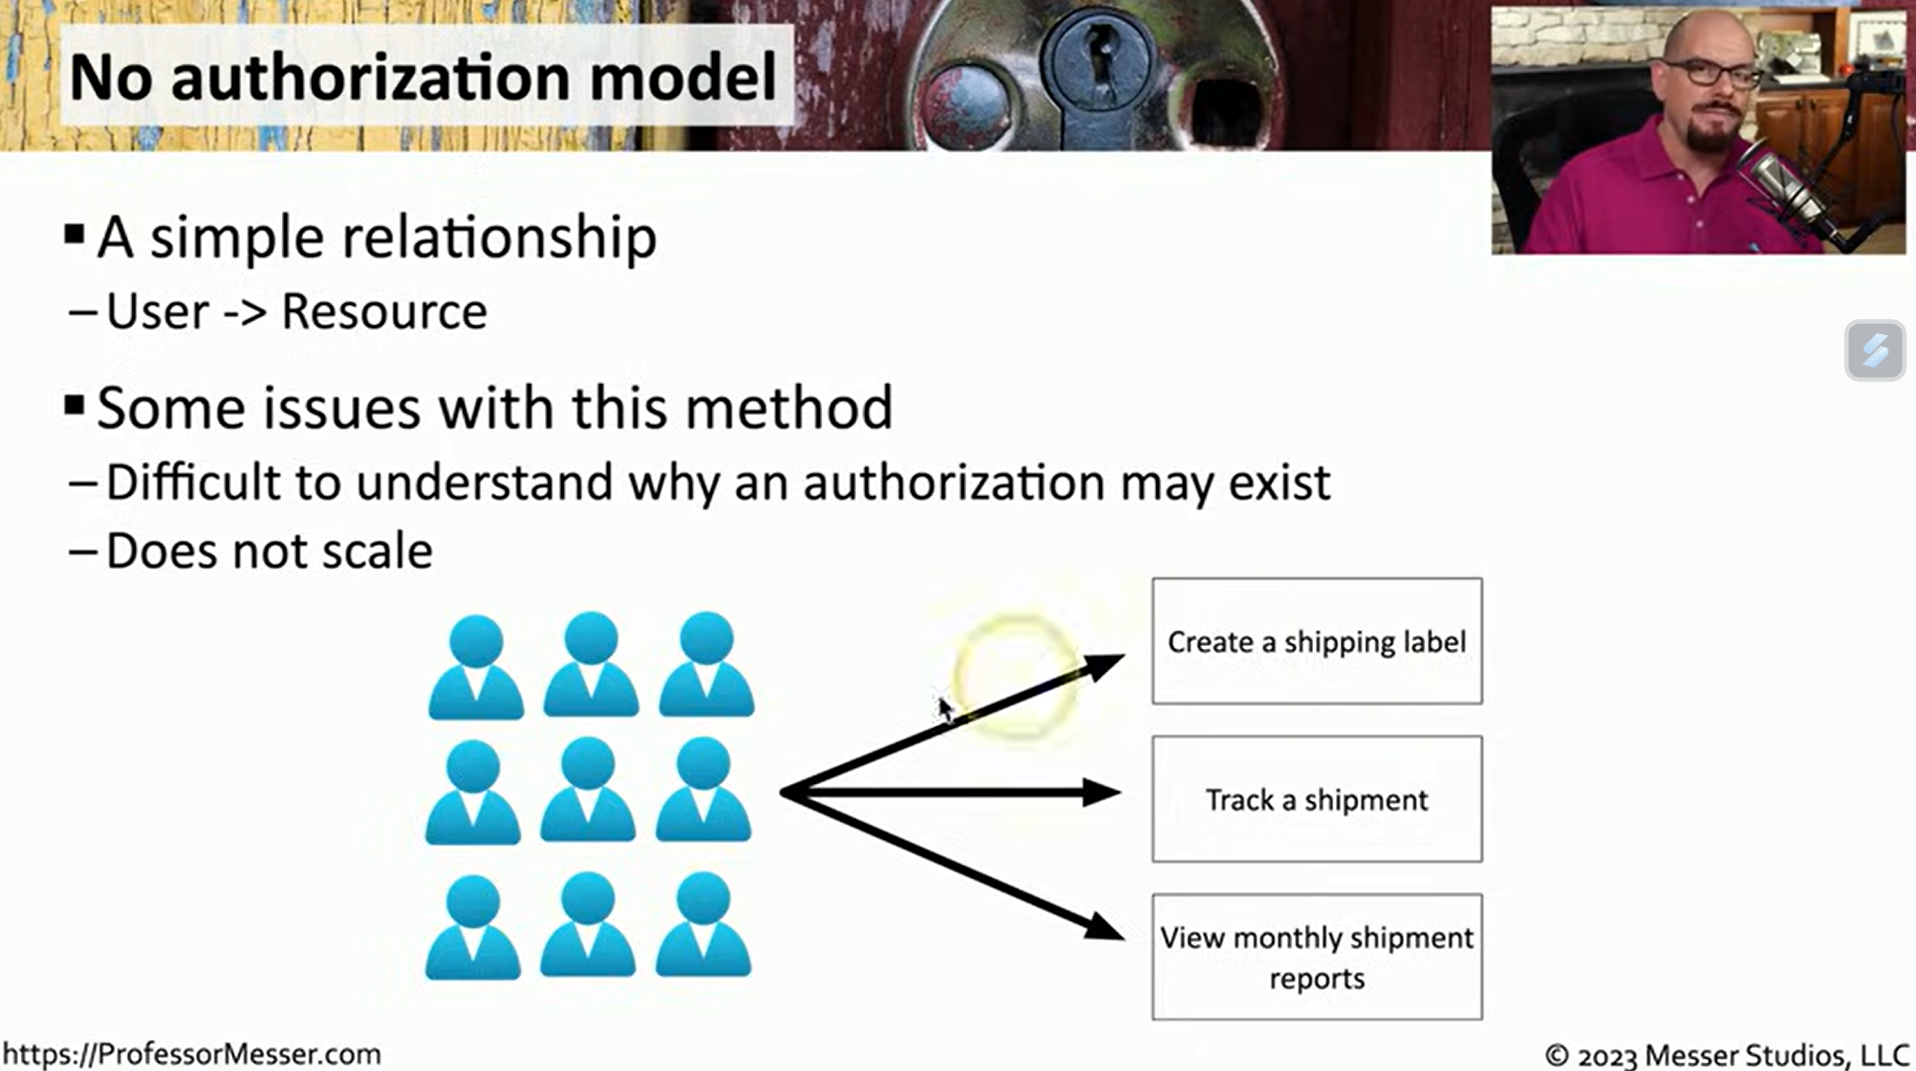 No authorization model
▪ A simple relationship
– User -> Resource
▪ Some issues with this method
– Difficult to understand why an authorization may exist
– Does not scale
Create a shipping label
Track a shipment
View monthly shipment
reports
https://ProfessorMesser.com
© 2023 Messer Studios, LLC